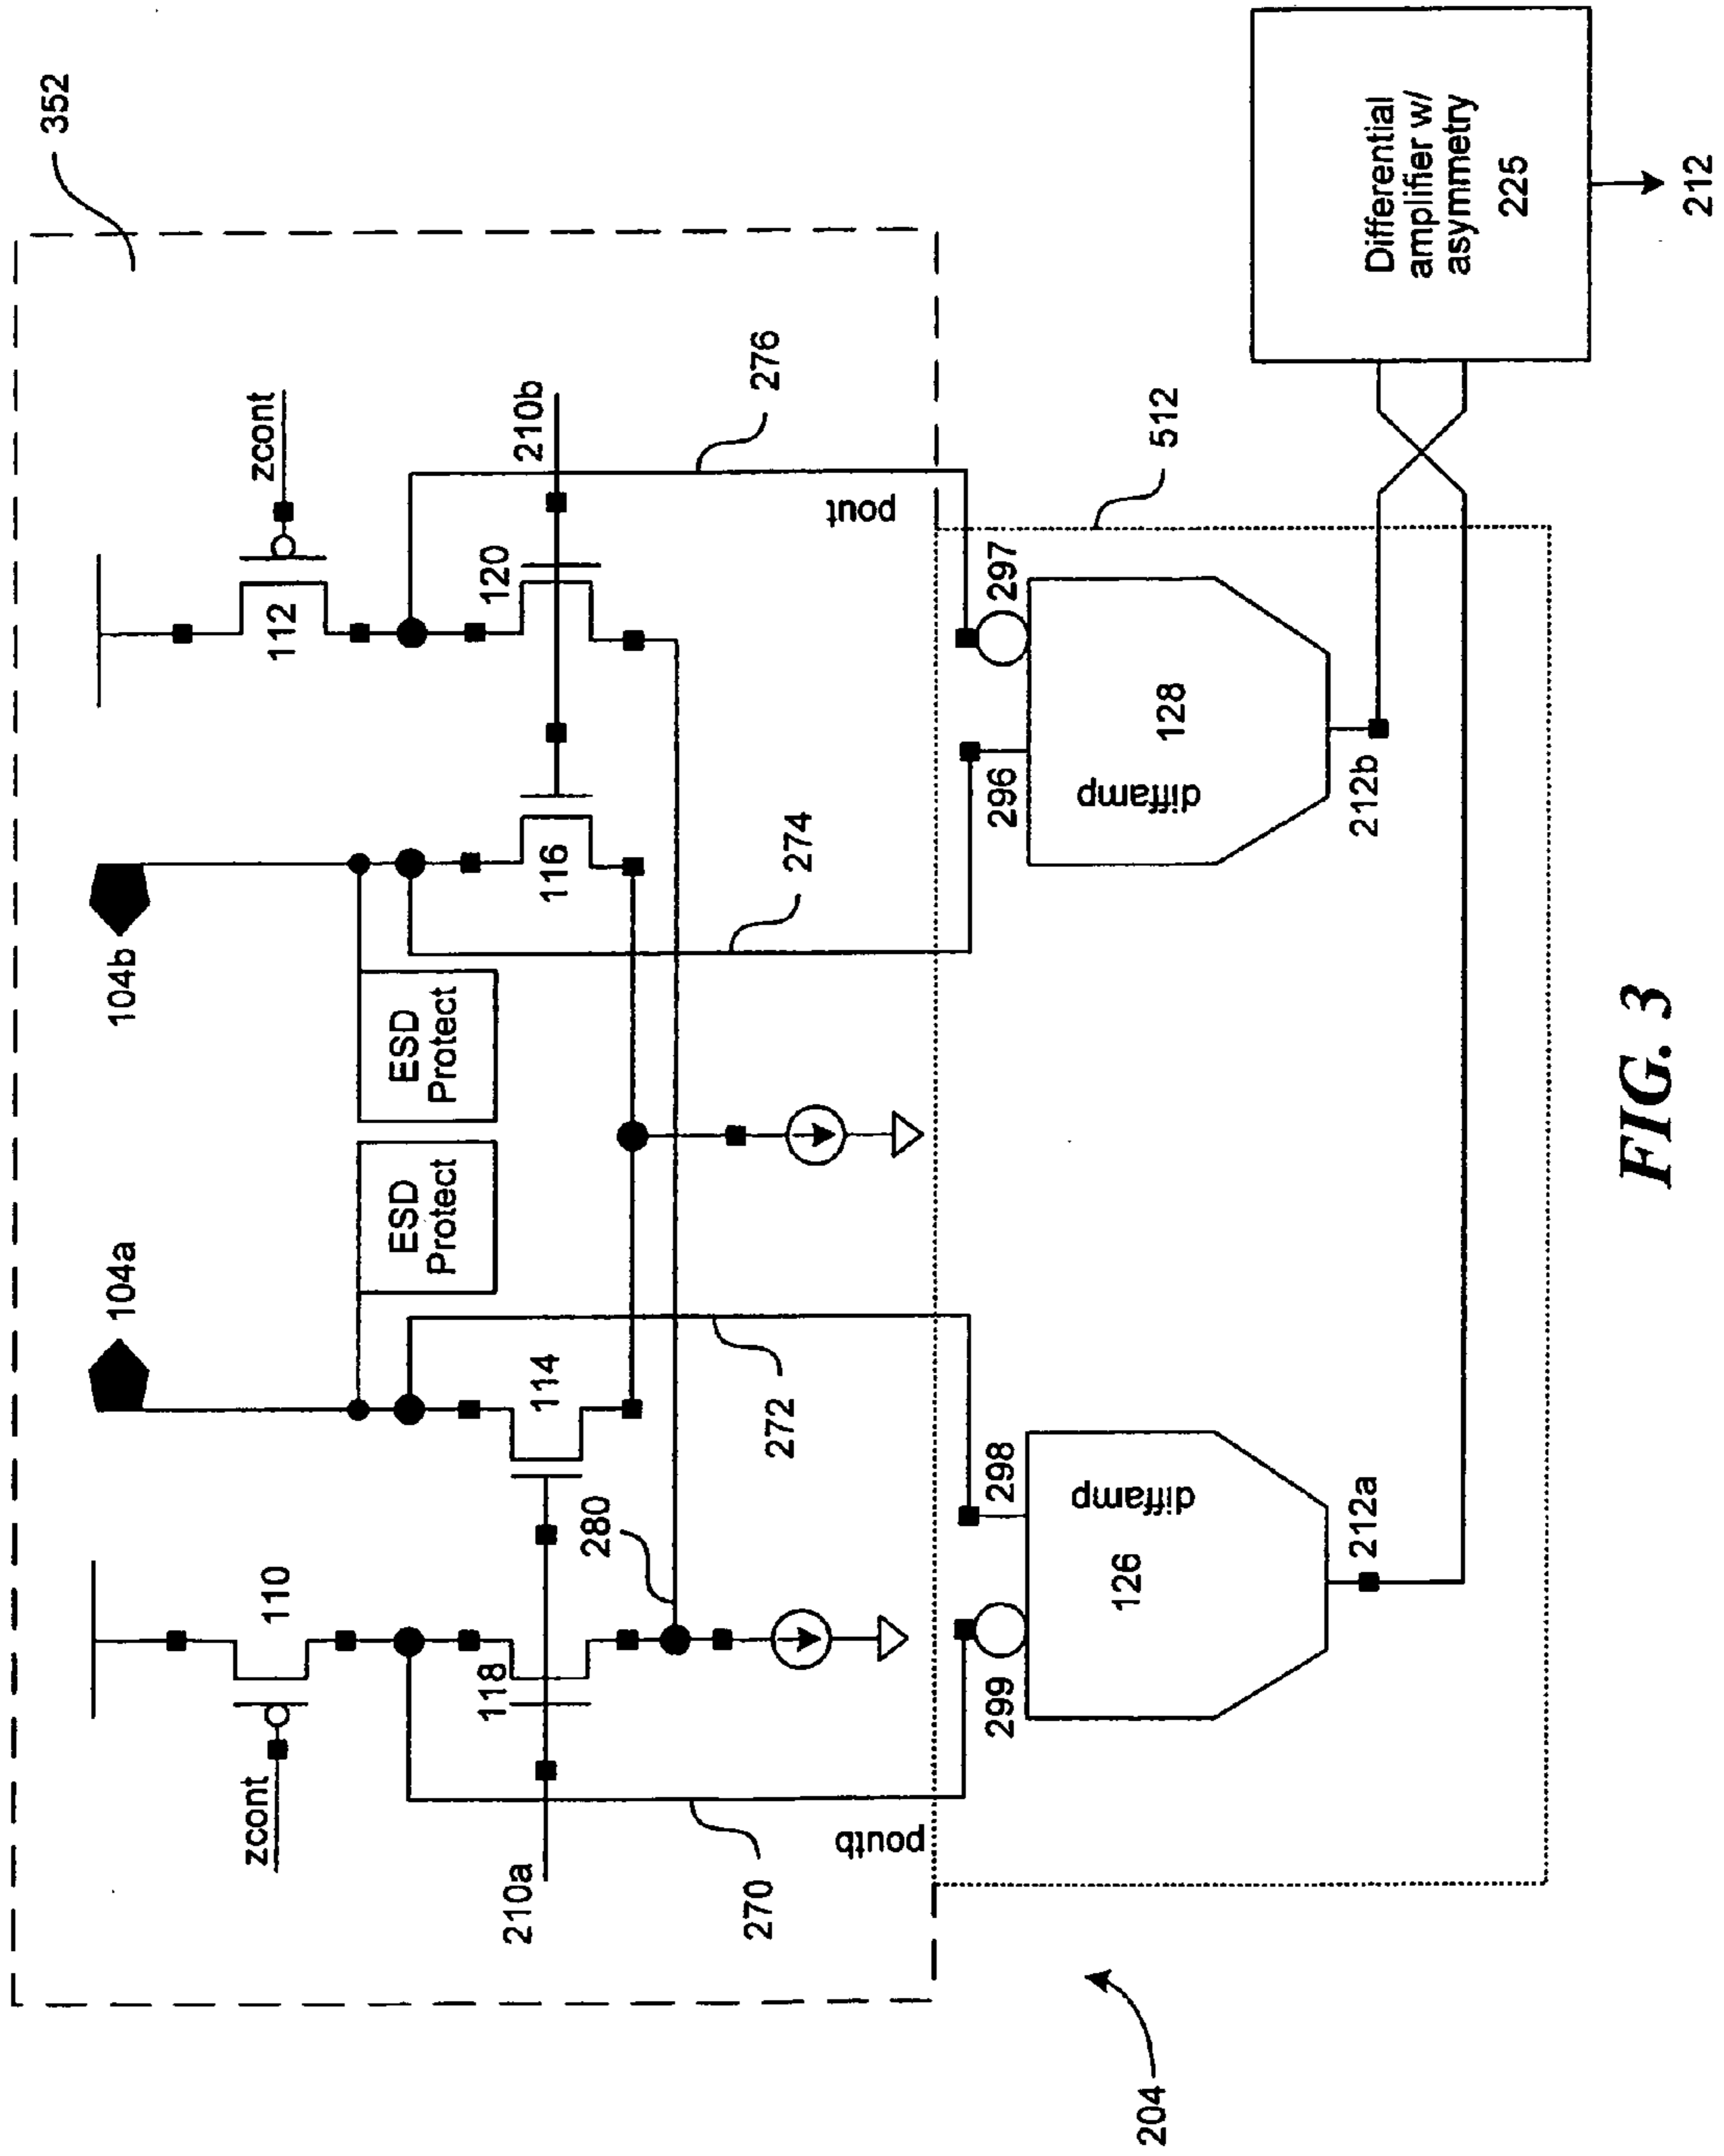 352
zcont
112
120
210b
276
pout
104b
116
274
ESD
Protect
ESD
Protect
104a
114
272
280
110
zcont
118
210a
270
poutb
512
297
296
128
diffamp
212b
298
299
126
diffamp
212a
Differential
amplifier w/
asymmetry
225
212
204
FIG. 3